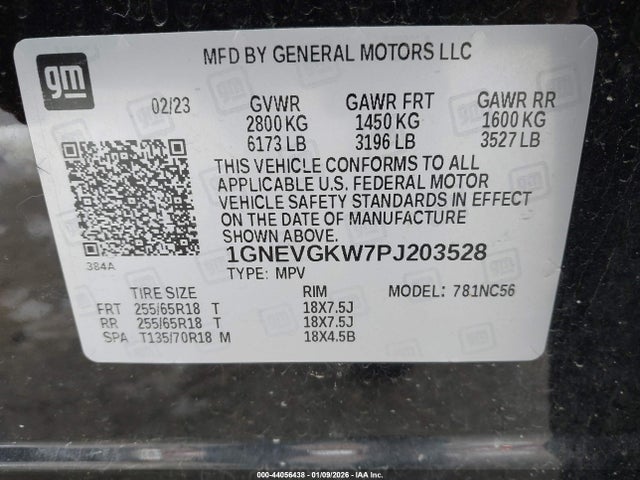 gm
MFD BY GENERAL MOTORS LLC
02/23 GVWR GAWR FRT GAWR RR
2800 KG 1450 KG 1600 KG
6173 LB 3196 LB 3527 LB
THIS VEHICLE CONFORMS TO ALL
APPLICABLE U.S. FEDERAL MOTOR
VEHICLE SAFETY STANDARDS IN EFFECT
ON THE DATE OF MANUFACTURE
SHOWN ABOVE.
384A
1GNEVGKW7PJ203528
TYPE: MPV
TIRE SIZE RIM MODEL: 781NC56
FRT 255/65R18 T 18X7.5J
RR 255/65R18 T 18X7.5J
SPA T135/70R18 M 18X4.5B
000-44056438 - 01/09/2026 - IAA Inc.